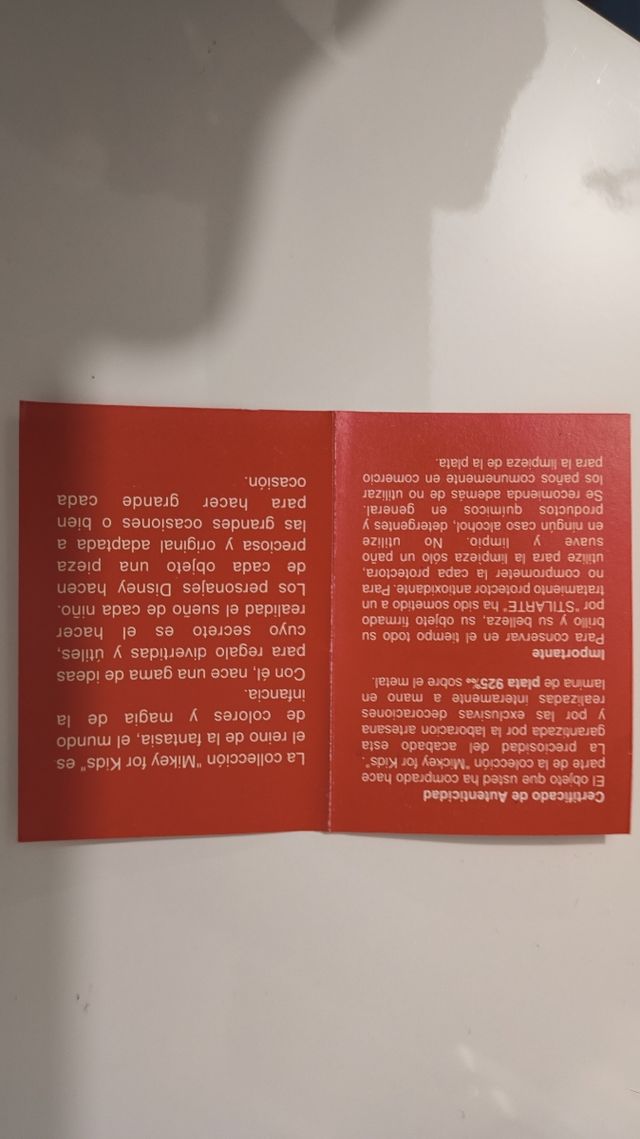 Certificado de Autenticidad
El objeto que usted ha comprado hace
parte de la colección "Mickey for Kids".
La preciosidad del acabado esta
garantizada por la laboracion artesana
y por las exclusivas decoraciones
realizadas interamente a mano en
lamina de plata 925‰ sobre el metal.
Importante
Para conservar en el tiempo todo su
brillo y su belleza, su objeto firmado
por "STILARTE" ha sido sometido a un
tratamiento protector antioxidante. Para
no comprometer la capa protectora,
utilize para la limpieza sólo un paño
suave y limpio. No utilize
en ningun caso alcohol, detergentes y
productos químicos en general.
Se recomienda además de no utilizar
los paños comunemente en comercio
para la limpieza de la plata.
La collección "Mikey for Kids" es
el reino de la fantasia, el mundo
de colores y magia de la
infancia.
Con él, nace una gama de ideas
para regalo divertidas y útiles,
cuyo secreto es el hacer
realidad el sueño de cada niño.
Los personajes Disney hacen
de cada objeto una pieza
preciosa y original adaptada a
las grandes ocasiones o bien
para hacer grande cada
ocasión.